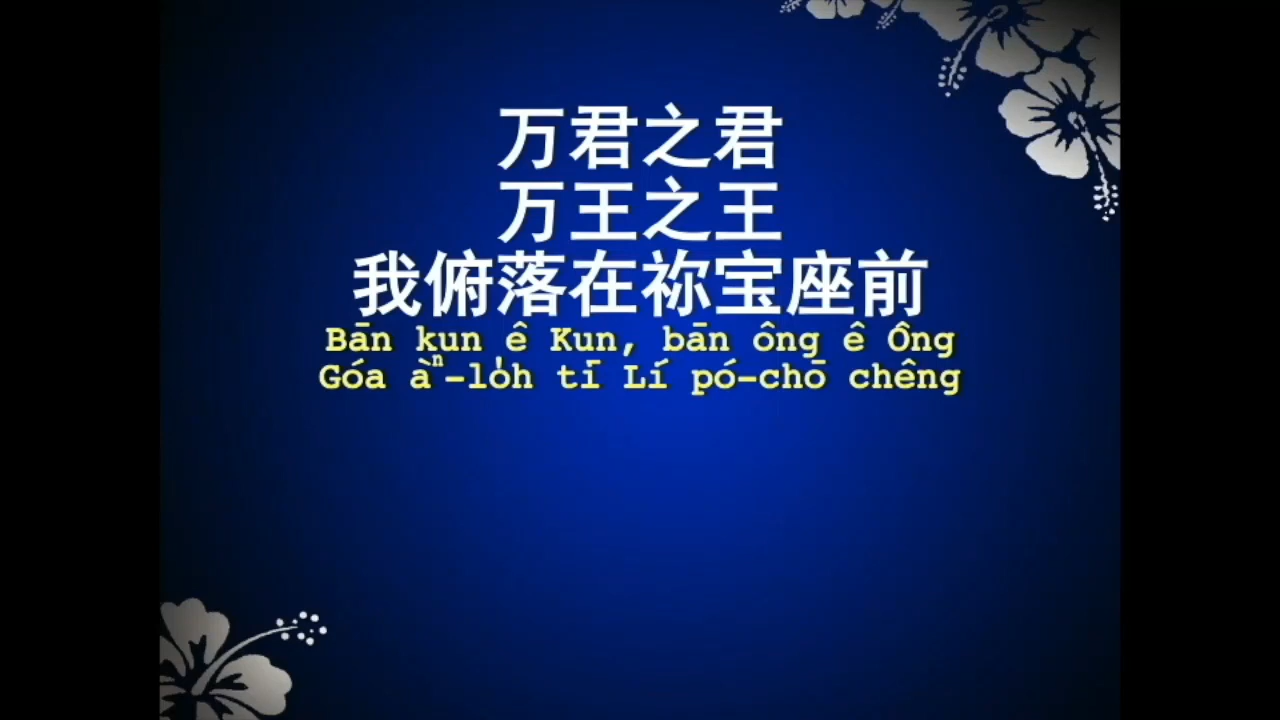 万君之君
万王之王
我俯落在祢宝座前
Bān kun ê Kun, bān ông ê Ông
Góa àⁿ-lo̍h tī Lí pó-chō chêng